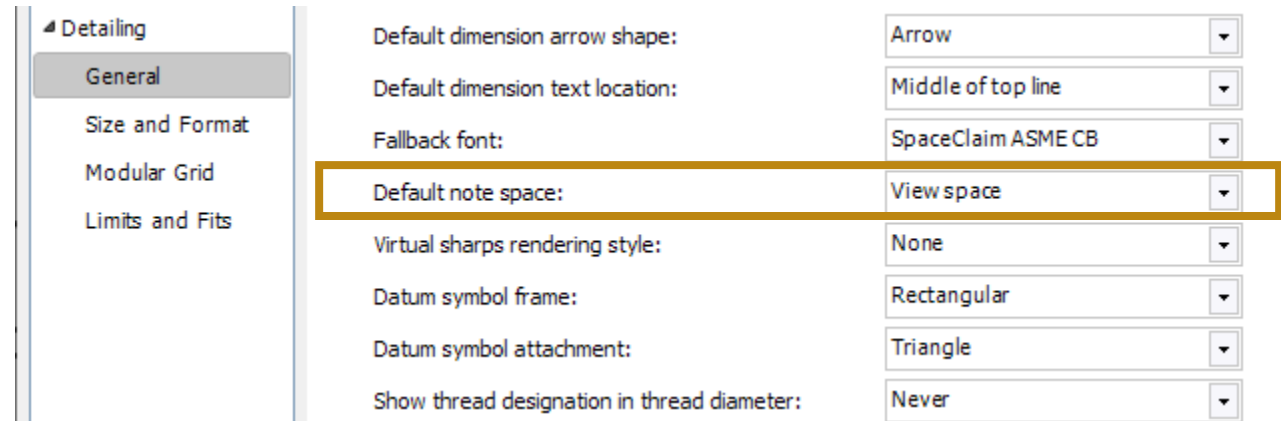 Detailing
General
Size and Format
Modular Grid
Limits and Fits
Default dimension arrow shape: Arrow
Default dimension text location: Middle of top line
Fallback font: SpaceClaim ASME CB
Default note space: View space
Virtual sharps rendering style: None
Datum symbol frame: Rectangular
Datum symbol attachment: Triangle
Show thread designation in thread diameter: Never